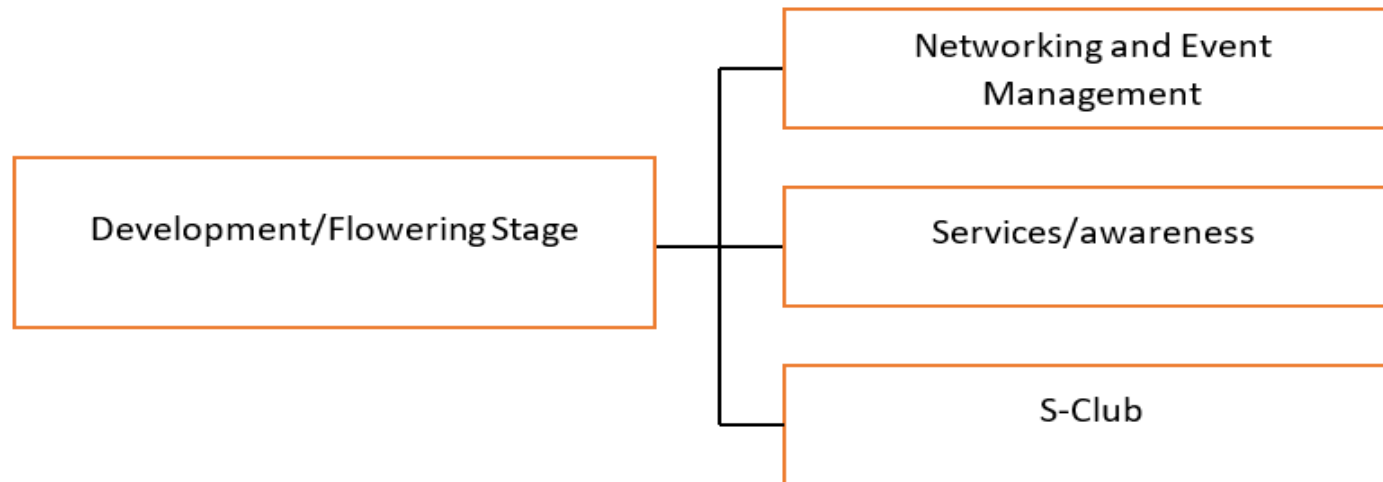 Networking and Event
Management
Development/Flowering Stage
Services/awareness
S-Club